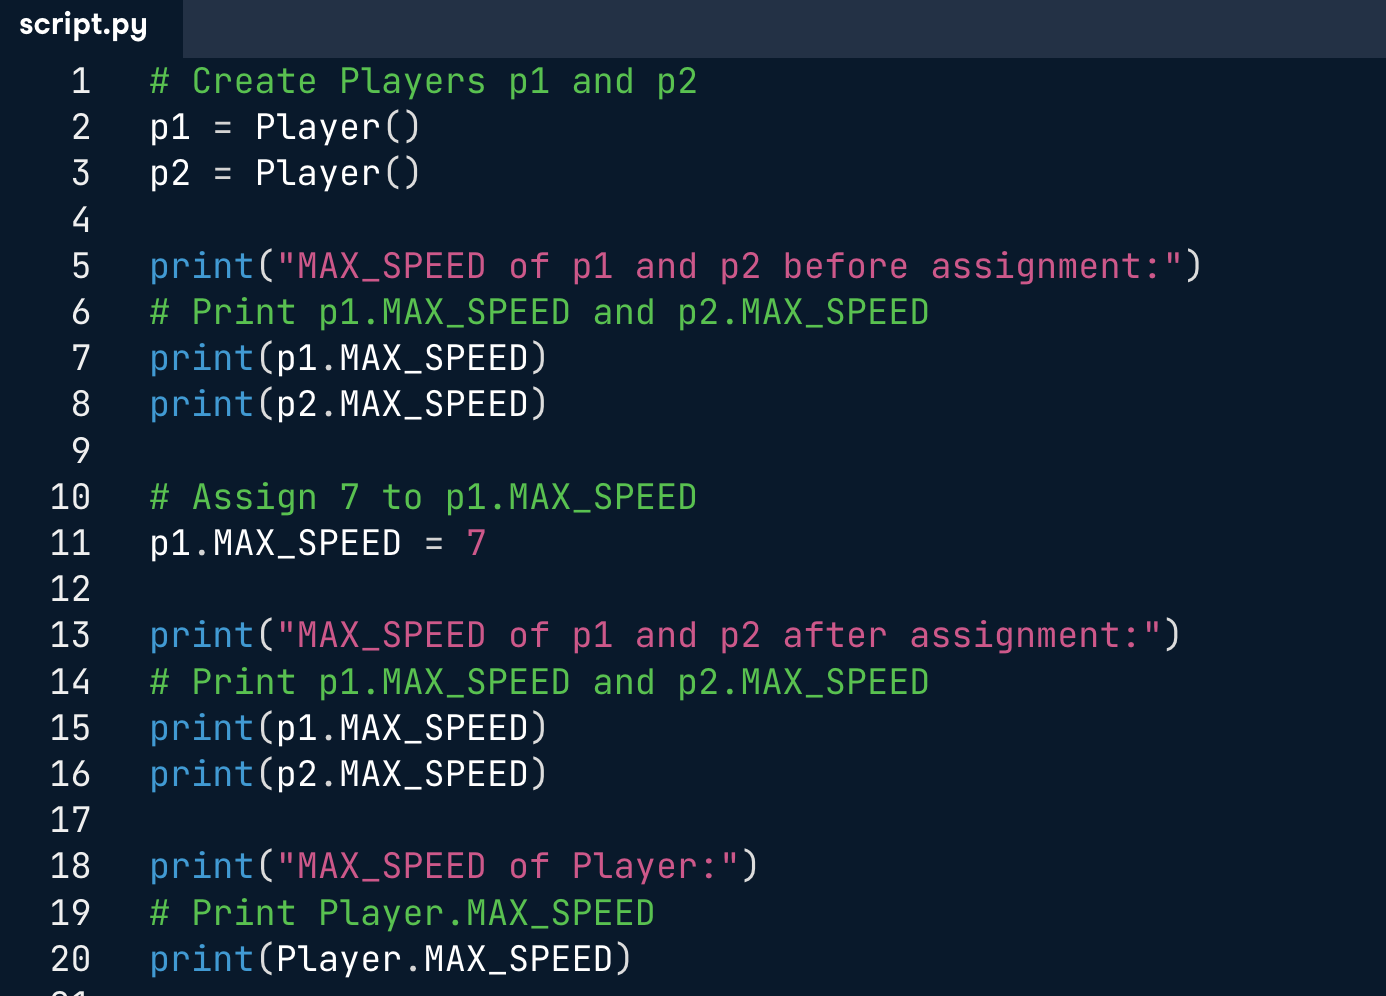 script.py
1 # Create Players p1 and p2
2 p1 = Player()
3 p2 = Player()
4
5 print("MAX_SPEED of p1 and p2 before assignment:")
6 # Print p1.MAX_SPEED and p2.MAX_SPEED
7 print(p1.MAX_SPEED)
8 print(p2.MAX_SPEED)
9
10 # Assign 7 to p1.MAX_SPEED
11 p1.MAX_SPEED = 7
12
13 print("MAX_SPEED of p1 and p2 after assignment:")
14 # Print p1.MAX_SPEED and p2.MAX_SPEED
15 print(p1.MAX_SPEED)
16 print(p2.MAX_SPEED)
17
18 print("MAX_SPEED of Player:")
19 # Print Player.MAX_SPEED
20 print(Player.MAX_SPEED)